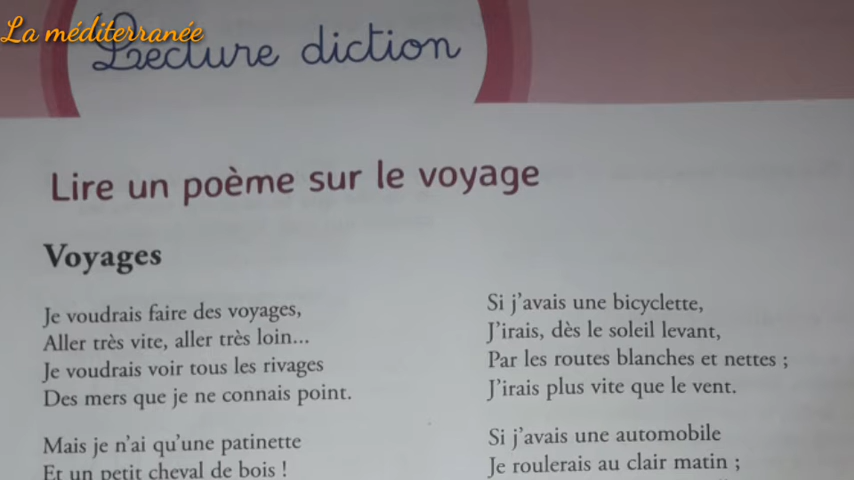 La méditerranée
Lecture diction
Lire un poème sur le voyage
Voyages
Je voudrais faire des voyages,
Aller très vite, aller très loin...
Je voudrais voir tous les rivages
Des mers que je ne connais point.
Mais je n'ai qu'une patinette
Et un petit cheval de bois !
Si j'avais une bicyclette,
J'irais, dès le soleil levant,
Par les routes blanches et nettes ;
J'irais plus vite que le vent.
Si j'avais une automobile
Je roulerais au clair matin ;